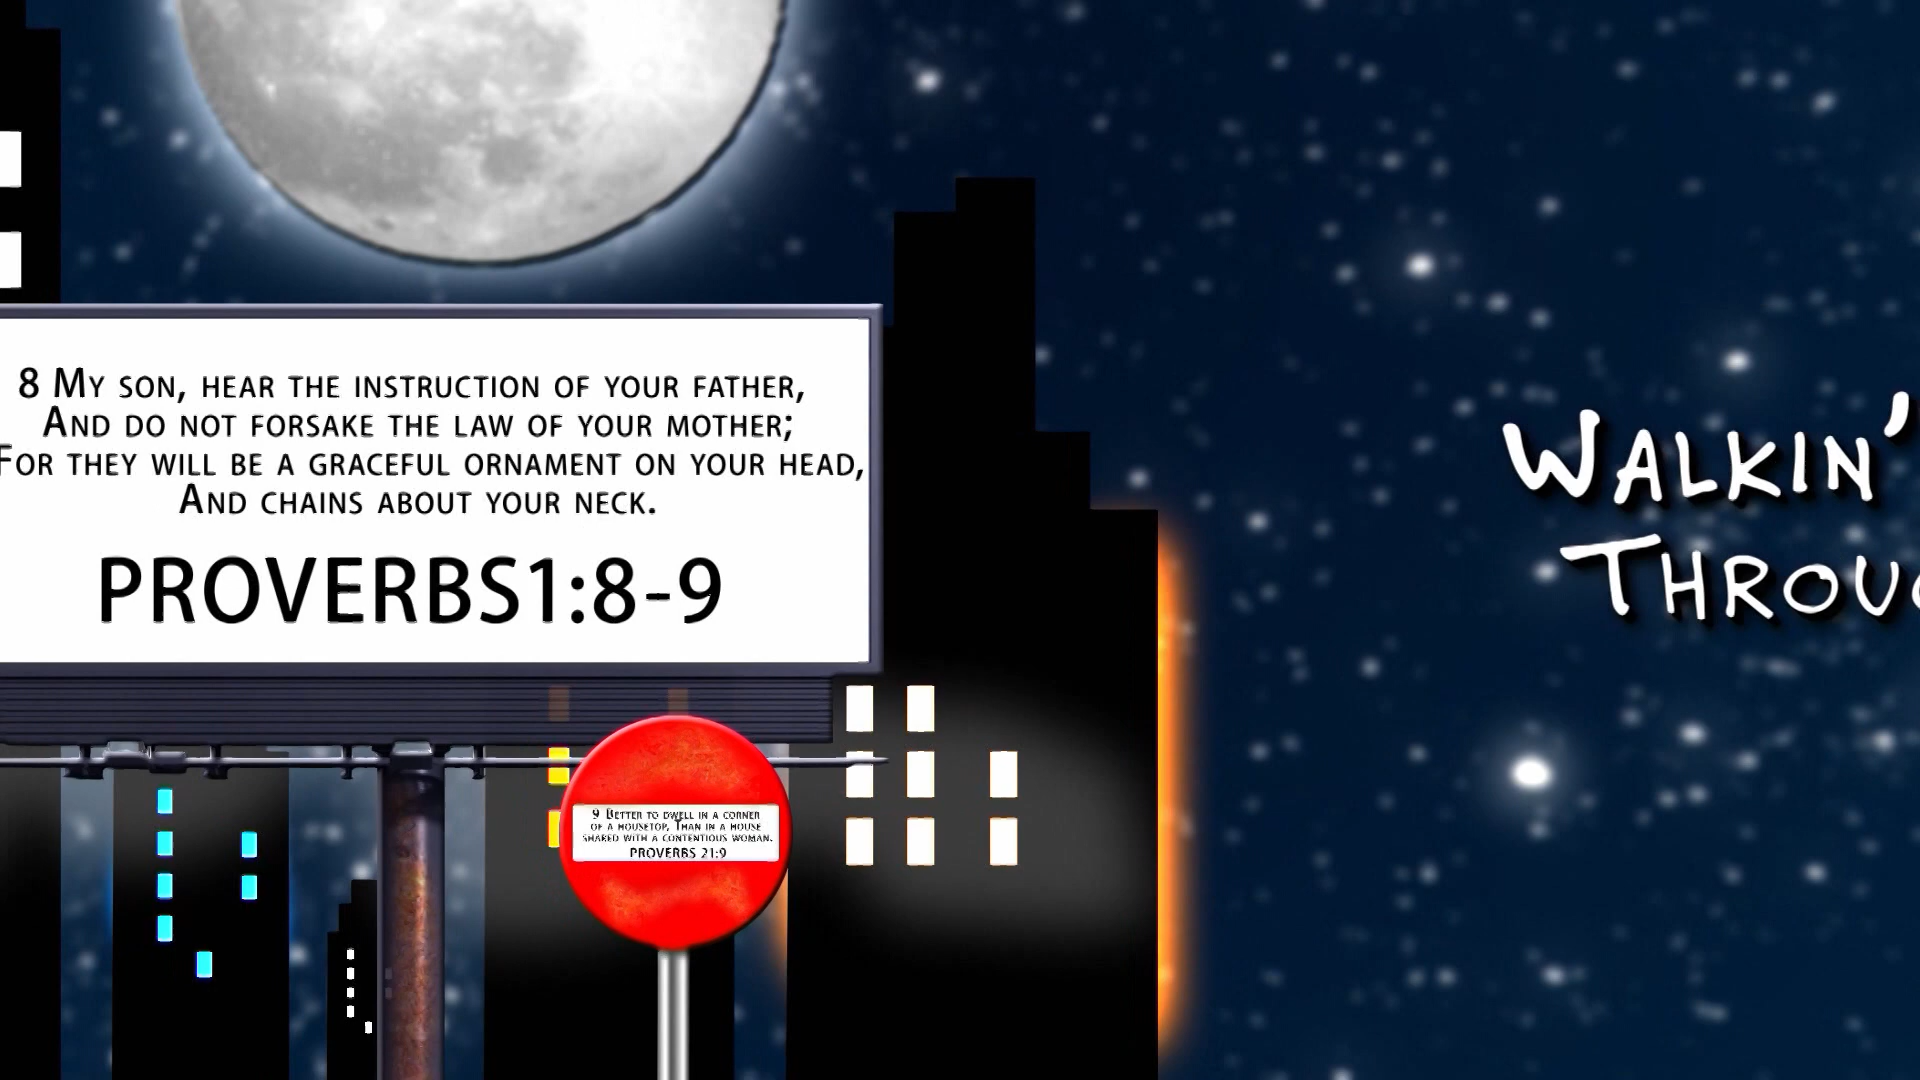 8 My son, hear the instruction of your father,
And do not forsake the law of your mother;
For they will be a graceful ornament on your head,
And chains about your neck.
PROVERBS1:8-9
9 Better to dwell in a corner
of a housetop, Than in a house
shared with a contentious woman.
PROVERBS 21:9
Walkin'
Throug